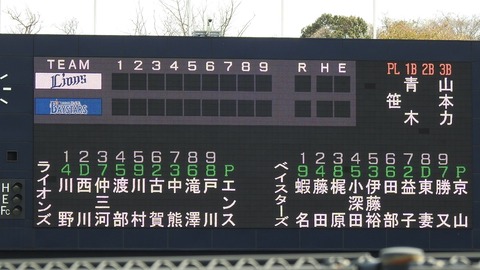 TEAM 1 2 3 4 5 6 7 8 9 R H E
PL 1B 2B 3B
笹
青木
山本力
Lions
BAYSTARS
1 2 3 4 5 6 7 8 9
4 D 7 5 9 2 3 6 8 P
ライオンズ
川野
西川
仲三河
渡部
川村
古賀
中熊
滝澤
戸川
エンス
1 2 3 4 5 6 7 8 9
9 4 8 5 3 6 2 D 7 P
ベイスターズ
蝦名
藤田
梶原
小深田
伊藤裕
田部
益子
東妻
勝又
京山
H
E
Fc